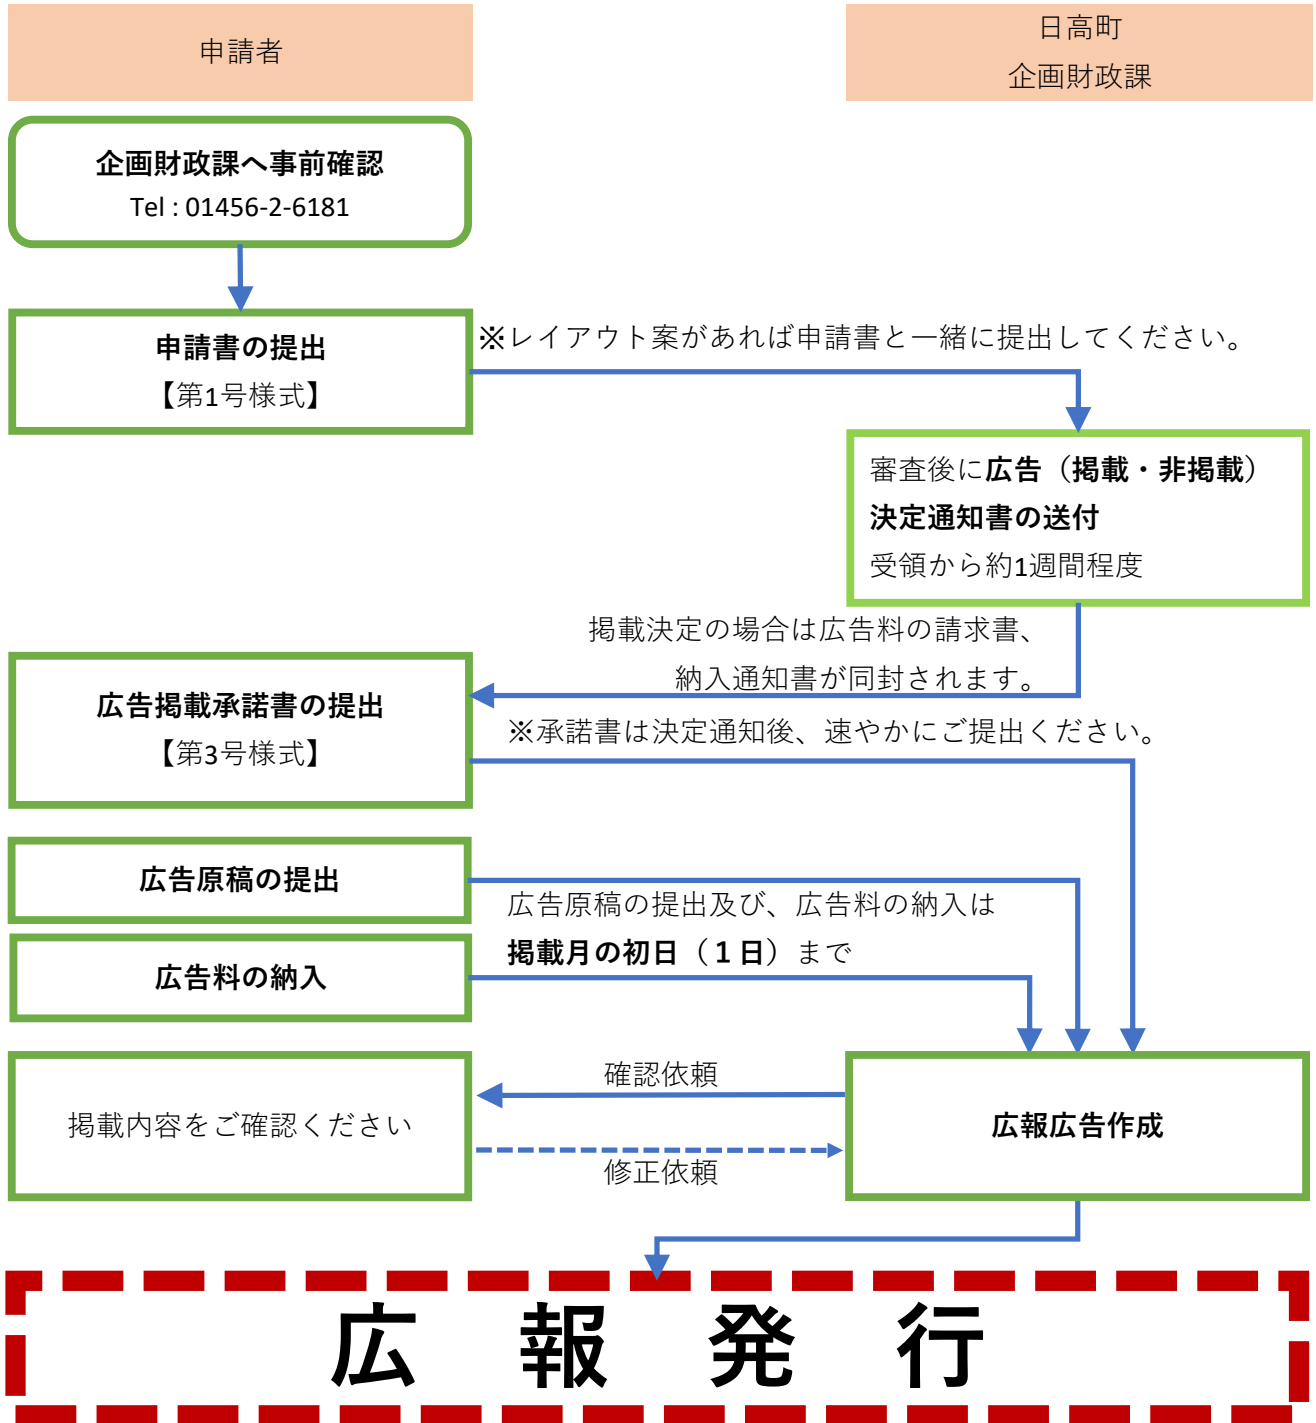 申請者
日高町
企画財政課
企画財政課へ事前確認
Tel : 01456-2-6181
申請書の提出
【第1号様式】
※レイアウト案があれば申請書と一緒に提出してください。
審査後に広告（掲載・非掲載）
決定通知書の送付
受領から約1週間程度
掲載決定の場合は広告料の請求書、
納入通知書が同封されます。
広告掲載承諾書の提出
【第3号様式】
※承諾書は決定通知後、速やかにご提出ください。
広告原稿の提出
広告原稿の提出及び、広告料の納入は
掲載月の初日（１日）まで
広告料の納入
確認依頼
掲載内容をご確認ください
広報広告作成
修正依頼
広　報　発　行